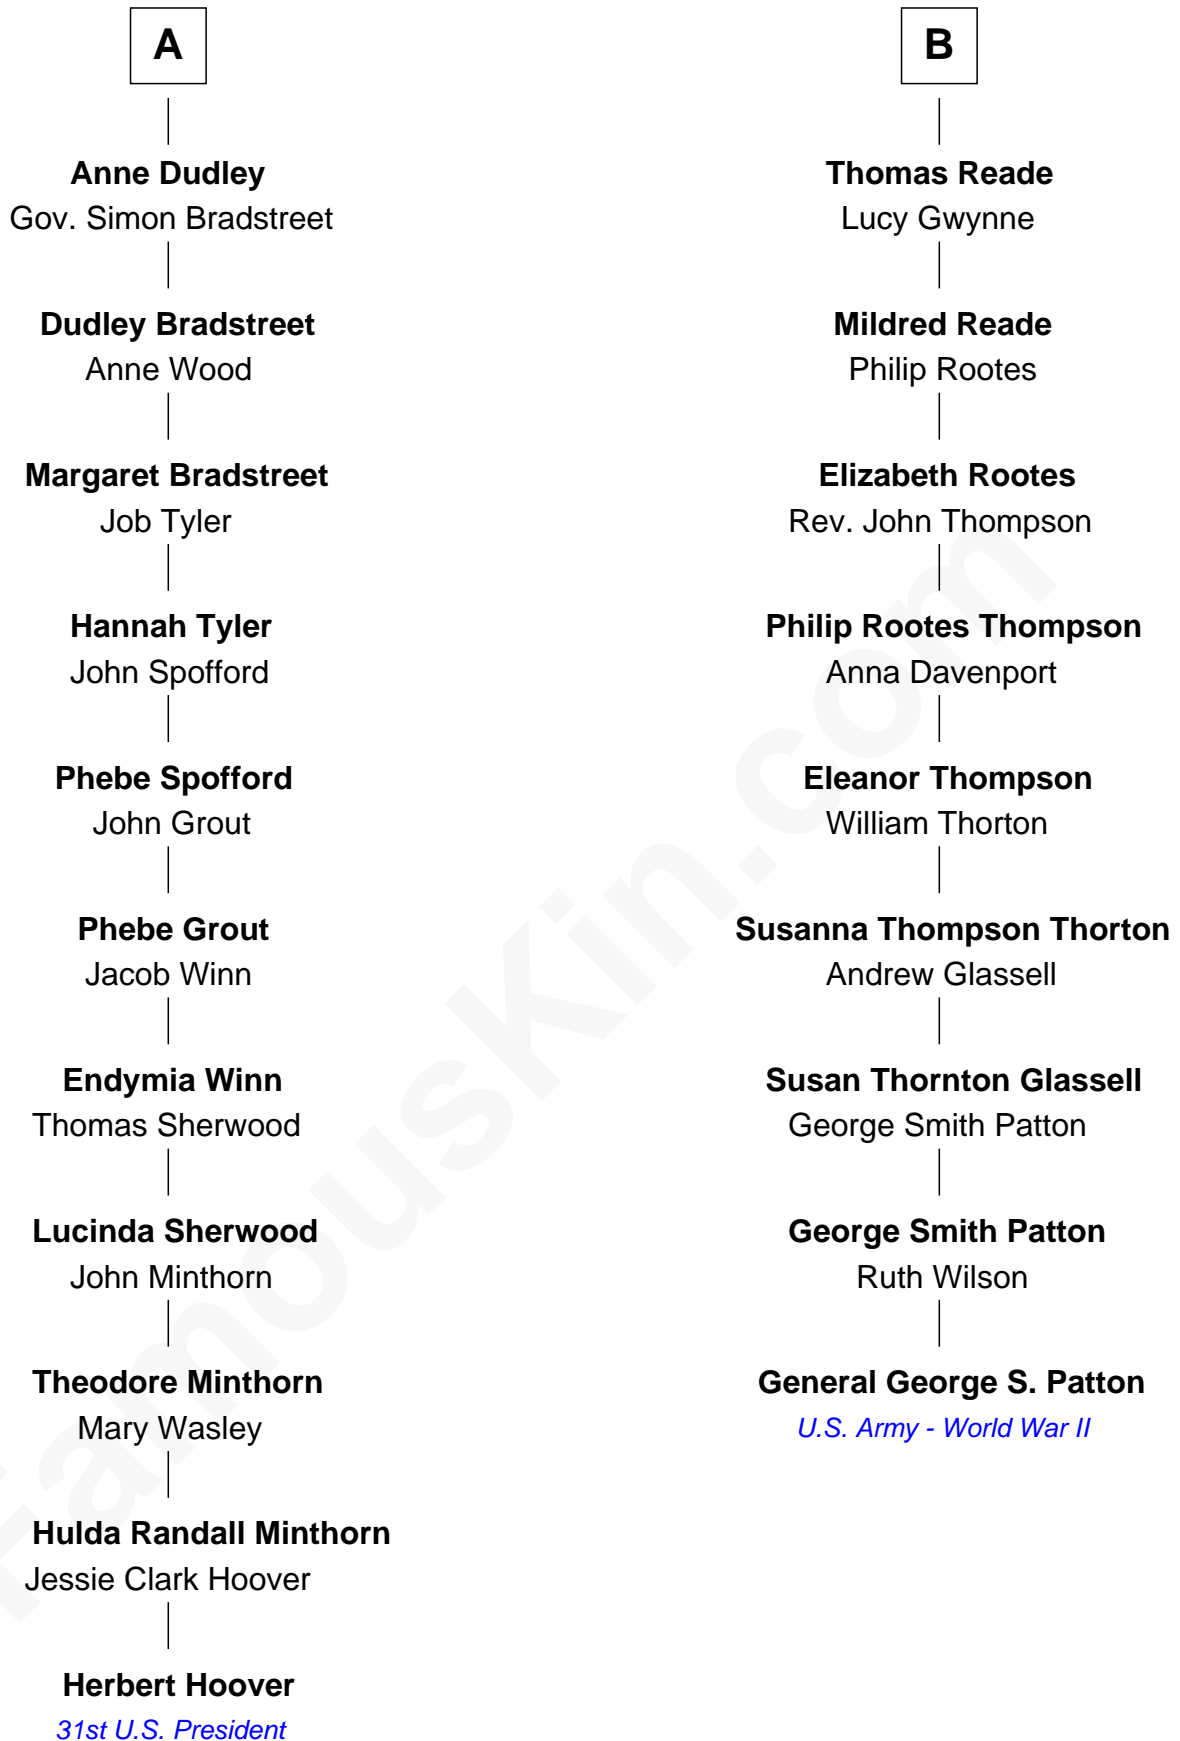 A
Anne Dudley
Gov. Simon Bradstreet
Dudley Bradstreet
Anne Wood
Margaret Bradstreet
Job Tyler
Hannah Tyler
John Spofford
Phebe Spofford
John Grout
Phebe Grout
Jacob Winn
Endymia Winn
Thomas Sherwood
Lucinda Sherwood
John Minthorn
Theodore Minthorn
Mary Wasley
Hulda Randall Minthorn
Jessie Clark Hoover
Herbert Hoover
31st U.S. President
B
Thomas Reade
Lucy Gwynne
Mildred Reade
Philip Rootes
Elizabeth Rootes
Rev. John Thompson
Philip Rootes Thompson
Anna Davenport
Eleanor Thompson
William Thorton
Susanna Thompson Thorton
Andrew Glassell
Susan Thornton Glassell
George Smith Patton
George Smith Patton
Ruth Wilson
General George S. Patton
U.S. Army - World War II
FamousKin.com